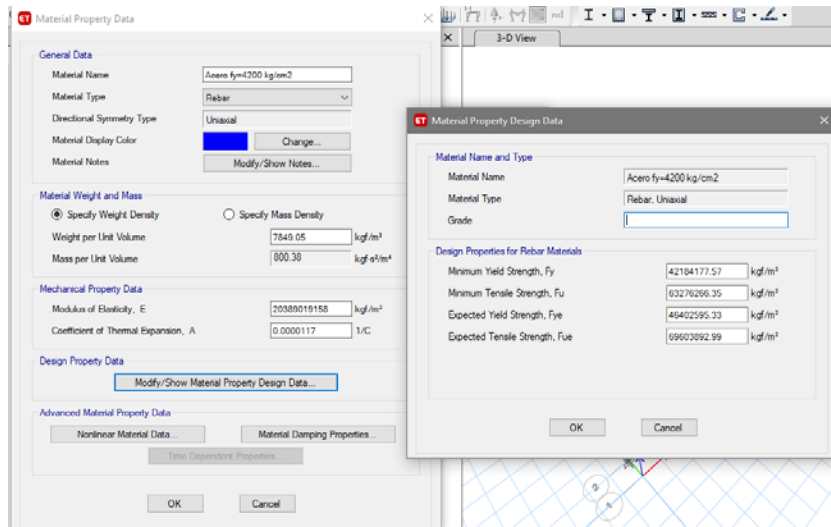 Material Property Data
General Data
Material Name
Acero fy=4200 kg/cm2
Material Type
Rebar
Directional Symmetry Type
Uniaxial
Material Display Color
Change...
Material Notes
Modify/Show Notes...
Material Weight and Mass
Specify Weight Density
Specify Mass Density
Weight per Unit Volume
7849.05
kgf/m³
Mass per Unit Volume
800.38
kgf-s²/m⁴
Mechanical Property Data
Modulus of Elasticity, E
20389019158
kgf/m²
Coefficient of Thermal Expansion, A
0.0000117
1/C
Design Property Data
Modify/Show Material Property Design Data...
Advanced Material Property Data
Nonlinear Material Data...
Material Damping Properties...
Time Dependent Properties...
OK
Cancel
nd
3-D View
Material Property Design Data
Material Name and Type
Material Name
Acero fy=4200 kg/cm2
Material Type
Rebar, Uniaxial
Grade
Design Properties for Rebar Materials
Minimum Yield Strength, Fy
42184177.57
kgf/m²
Minimum Tensile Strength, Fu
63276266.35
kgf/m²
Expected Yield Strength, Fye
46402595.33
kgf/m²
Expected Tensile Strength, Fue
69603892.99
kgf/m²
OK
Cancel